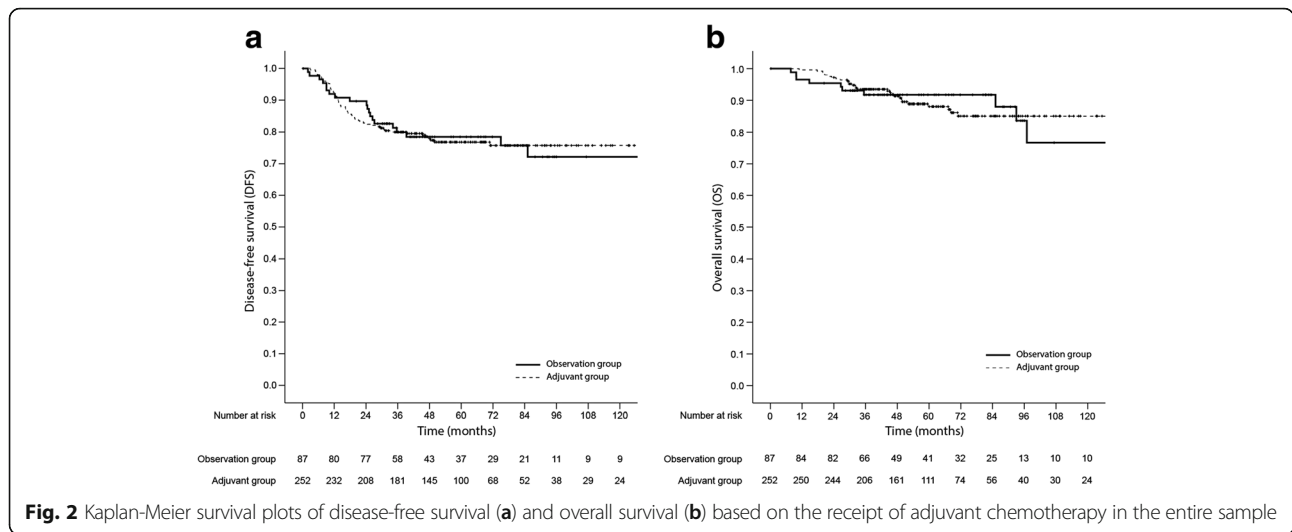 a
Disease-free survival (DFS)
1.0
0.9
0.8
0.7
0.6
0.5
0.4
0.3
0.2
0.1
0.0
Observation group
Adjuvant group
Number at risk
0 12 24 36 48 60 72 84 96 108 120
Time (months)
Observation group 87 80 77 58 43 37 29 21 11 9 9
Adjuvant group 252 232 208 181 145 100 68 52 38 29 24
b
Overall survival (OS)
1.0
0.9
0.8
0.7
0.6
0.5
0.4
0.3
0.2
0.1
0.0
Observation group
Adjuvant group
Number at risk
0 12 24 36 48 60 72 84 96 108 120
Time (months)
Observation group 87 84 82 66 49 41 32 25 13 10 10
Adjuvant group 252 250 244 206 161 111 74 56 40 30 24
Fig. 2 Kaplan-Meier survival plots of disease-free survival (a) and overall survival (b) based on the receipt of adjuvant chemotherapy in the entire sample